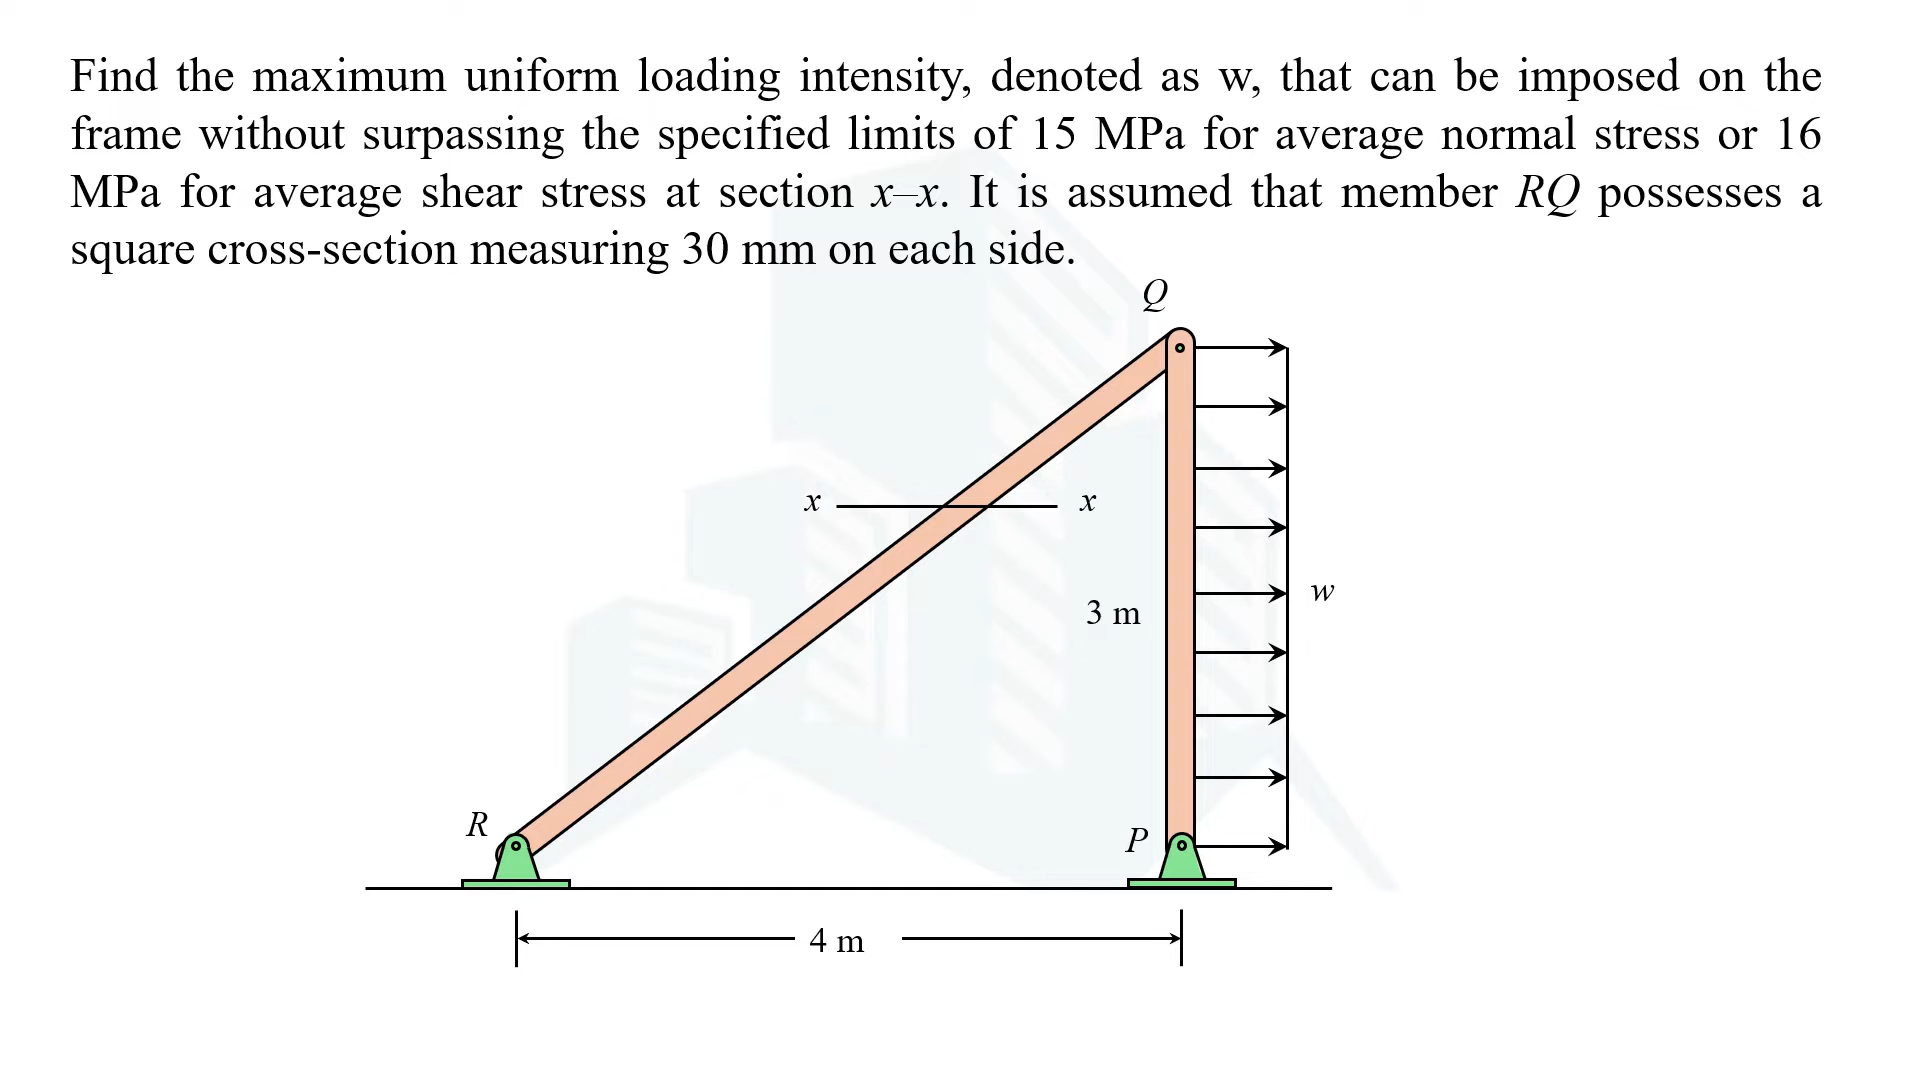 Find the maximum uniform loading intensity, denoted as w, that can be imposed on the
frame without surpassing the specified limits of 15 MPa for average normal stress or 16
MPa for average shear stress at section x–x. It is assumed that member RQ possesses a
square cross-section measuring 30 mm on each side.
Q
x
x
w
3 m
R
P
4 m